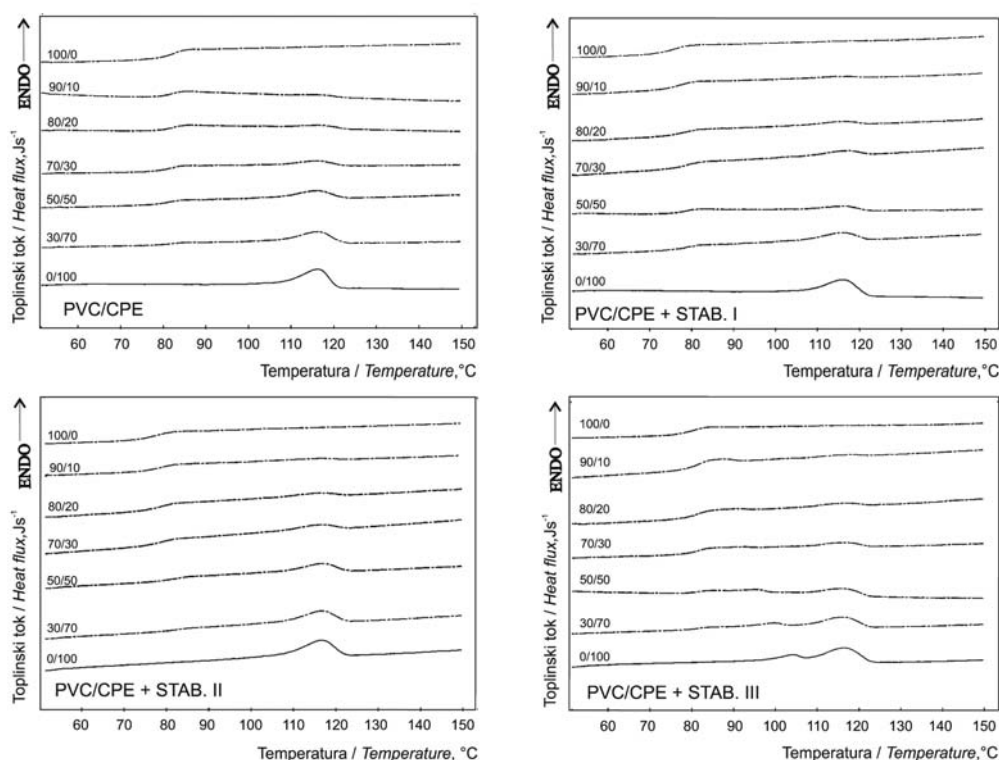 ENDO
Toplinski tok / Heat flux,Js-1
100/0
90/10
80/20
70/30
50/50
30/70
0/100
PVC/CPE
60 70 80 90 100 110 120 130 140 150
Temperatura / Temperature,°C
ENDO
Toplinski tok / Heat flux,Js-1
100/0
90/10
80/20
70/30
50/50
30/70
0/100
PVC/CPE + STAB. I
60 70 80 90 100 110 120 130 140 150
Temperatura / Temperature,°C
ENDO
Toplinski tok / Heat flux,Js-1
100/0
90/10
80/20
70/30
50/50
30/70
0/100
PVC/CPE + STAB. II
60 70 80 90 100 110 120 130 140 150
Temperatura / Temperature, °C
ENDO
Toplinski tok / Heat flux,Js-1
100/0
90/10
80/20
70/30
50/50
30/70
0/100
PVC/CPE + STAB. III
60 70 80 90 100 110 120 130 140 150
Temperatura / Temperature, °C